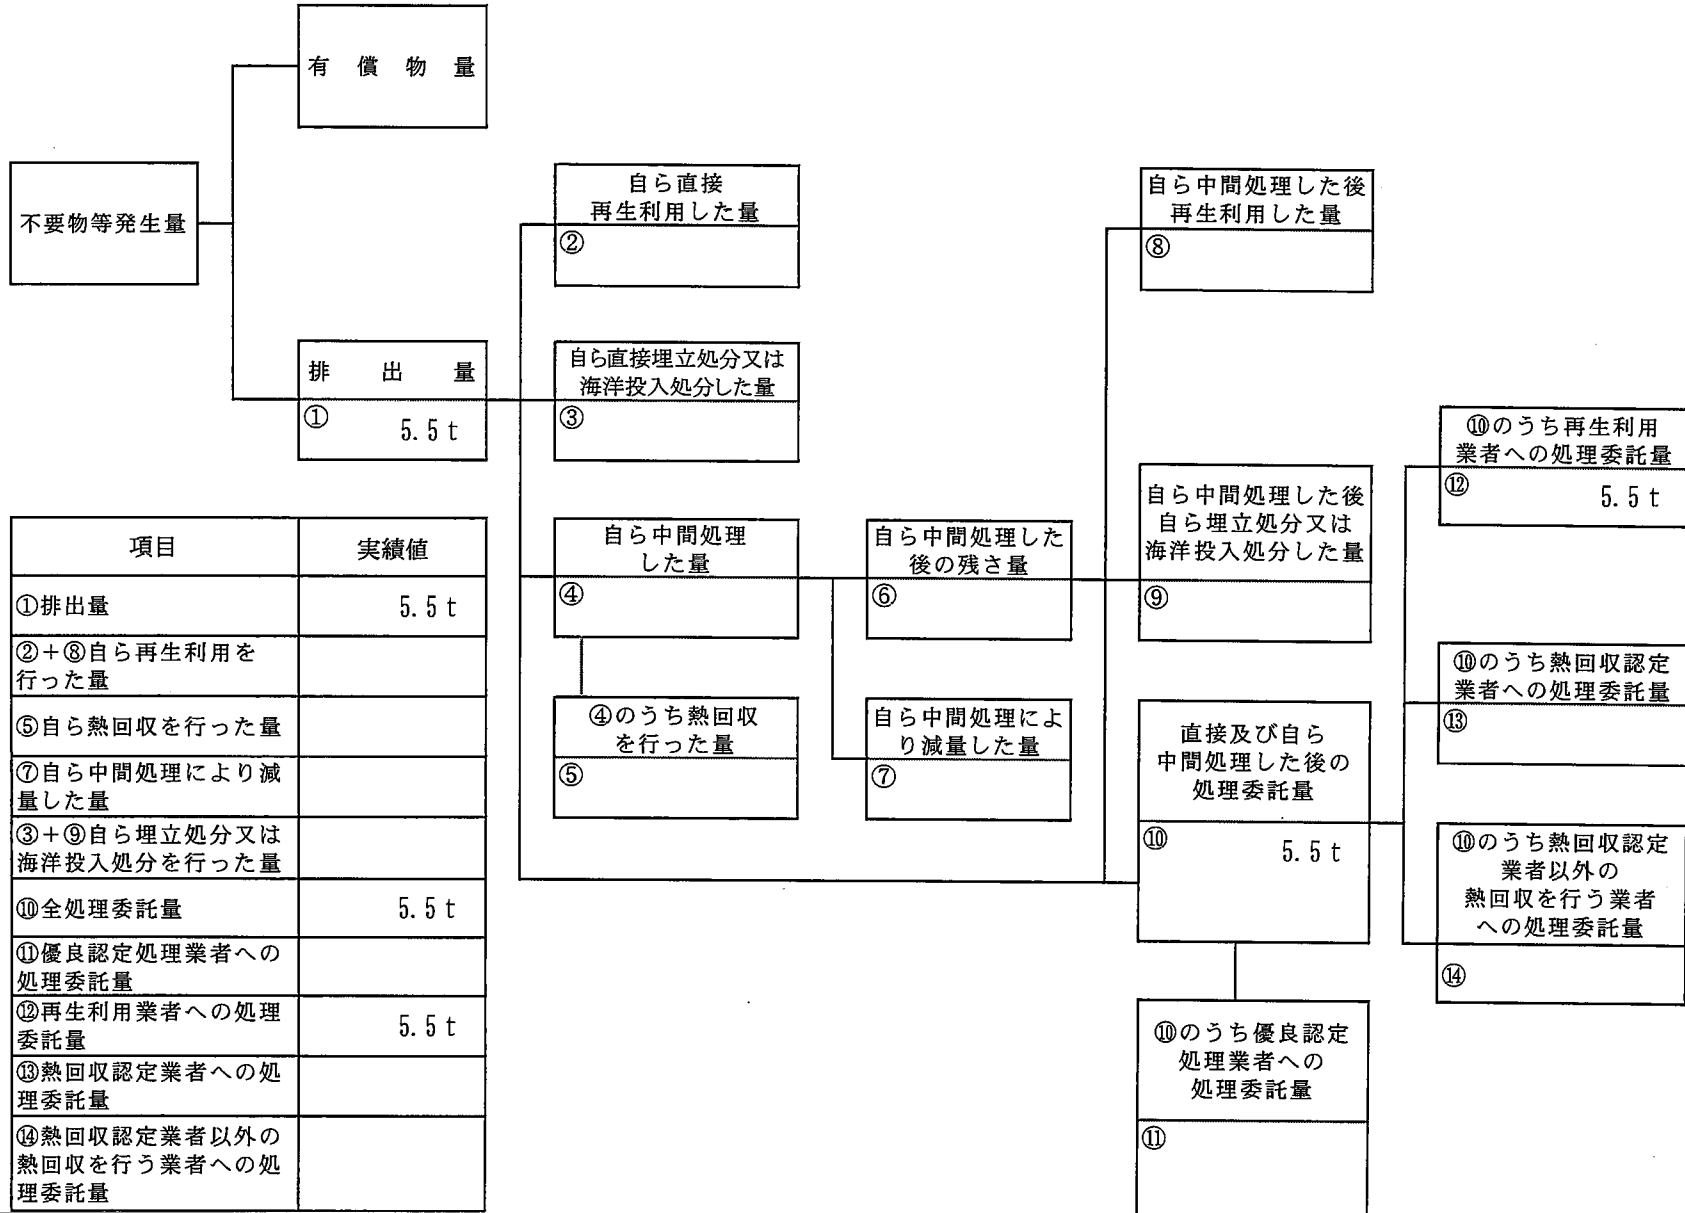 有償物量
不要物等発生量
排出量
① 5.5 t
自ら直接
再生利用した量
②
自ら直接埋立処分又は
海洋投入処分した量
③
自ら中間処理
した量
④
④のうち熱回収
を行った量
⑤
自ら中間処理した
後の残さ量
⑥
自ら中間処理によ
り減量した量
⑦
自ら中間処理した後
再生利用した量
⑧
自ら中間処理した後
自ら埋立処分又は
海洋投入処分した量
⑨
直接及び自ら
中間処理した後の
処理委託量
⑩ 5.5 t
⑩のうち優良認定
処理業者への
処理委託量
⑪
⑩のうち再生利用
業者への処理委託量
⑫ 5.5 t
⑩のうち熱回収認定
業者への処理委託量
⑬
⑩のうち熱回収認定
業者以外の
熱回収を行う業者
への処理委託量
⑭
項目 実績値
①排出量 5.5 t
②+⑧自ら再生利用を
行った量
⑤自ら熱回収を行った量
⑦自ら中間処理により減
量した量
③+⑨自ら埋立処分又は
海洋投入処分を行った量
⑩全処理委託量 5.5 t
⑪優良認定処理業者への
処理委託量
⑫再生利用業者への処理
委託量 5.5 t
⑬熱回収認定業者への処
理委託量
⑭熱回収認定業者以外の
熱回収を行う業者への処
理委託量